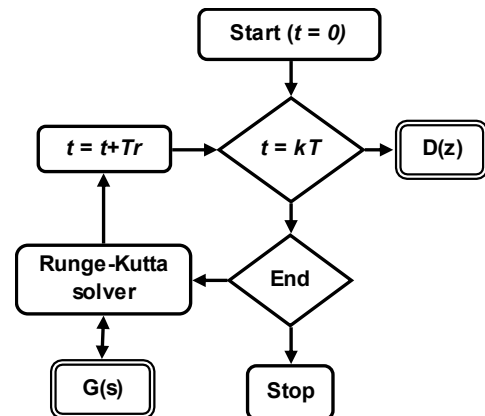 Start (t = 0)
t = t+Tr
t = kT
D(z)
Runge-Kutta
solver
End
G(s)
Stop